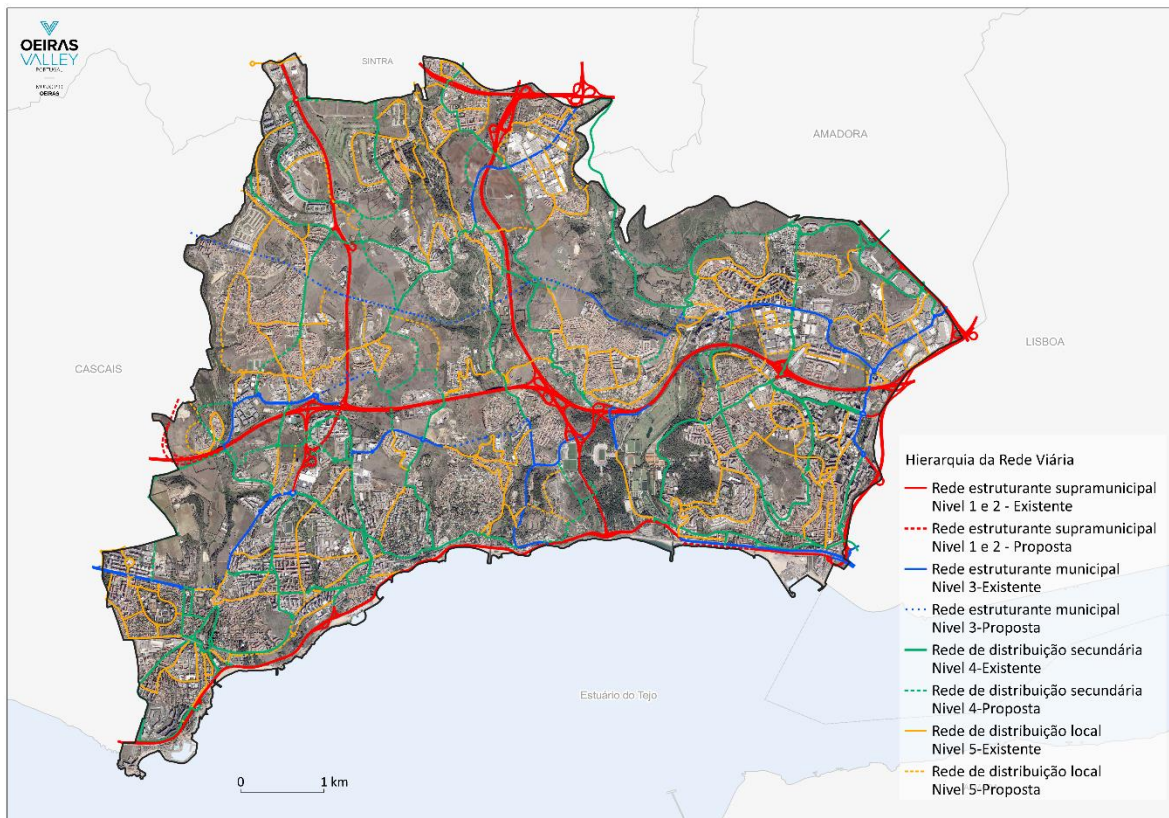 OEIRAS
VALLEY
PORTUGAL
MUNICÍPIO
OEIRAS
SINTRA
AMADORA
LISBOA
CASCAIS
Hierarquia da Rede Viária
Rede estruturante supramunicipal
Nivel 1 e 2 - Existente
Rede estruturante supramunicipal
Nivel 1 e 2 - Proposta
Rede estruturante municipal
Nivel 3-Existente
Rede estruturante municipal
Nivel 3-Proposta
Rede de distribuição secundária
Nivel 4-Existente
Rede de distribuição secundária
Nivel 4-Proposta
Rede de distribuição local
Nivel 5-Existente
Rede de distribuição local
Nivel 5-Proposta
Estuário do Tejo
0 1 km